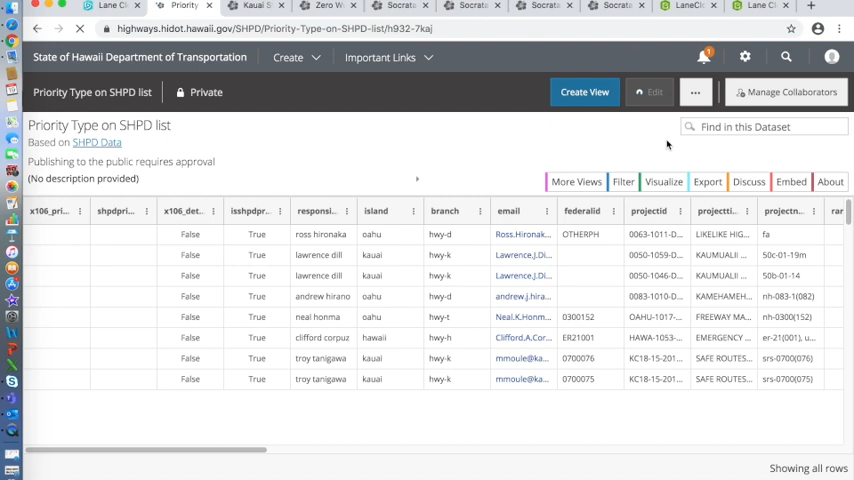 Lane Cl
Priority
Kauai S
Zero W
Socrata
Socrata
Socrata
Socrata
LaneClo
Lane Cl
highways.hidot.hawaii.gov/SHPD/Priority-Type-on-SHPD-list/h932-7kaj
State of Hawaii Department of Transportation Create Important Links 1
Priority Type on SHPD list Private Create View Edit ... Manage Collaborators
Priority Type on SHPD list Find in this Dataset
Based on SHPD Data
Publishing to the public requires approval
(No description provided) More Views Filter Visualize Export Discuss Embed About
x106_pri... shpdpri... x106_det... isshpdpr... responsi... island branch email federalid projectid projectti... projectn... rar
False True ross hironaka oahu hwy-d Ross.Hironak... OTHERPH 0063-1011-D... LIKELIKE HIG... fa
False True lawrence dill kauai hwy-k Lawrence.J.Di... 0050-1059-D... KAUMUALII ... 50c-01-19m
False True lawrence dill kauai hwy-k Lawrence.J.Di... 0050-1046-D... KAUMUALII ... 50b-01-14
False True andrew hirano oahu hwy-d andrew.j.hira... 0083-1010-D... KAMEHAMEH... nh-083-1(082)
False True neal honma oahu hwy-t Neal.K.Honm... 0300152 OAHU-1017-... FREEWAY MA... nh-0300(152)
False True clifford corpuz hawaii hwy-h Clifford.A.Cor... ER21001 HAWA-1053-... EMERGENCY ... er-21(001), u...
False True troy tanigawa kauai hwy-k mmoule@ka... 0700076 KC18-15-201... SAFE ROUTES... srs-0700(076)
False True troy tanigawa kauai hwy-k mmoule@ka... 0700075 KC18-15-201... SAFE ROUTES... srs-0700(075)
Showing all rows